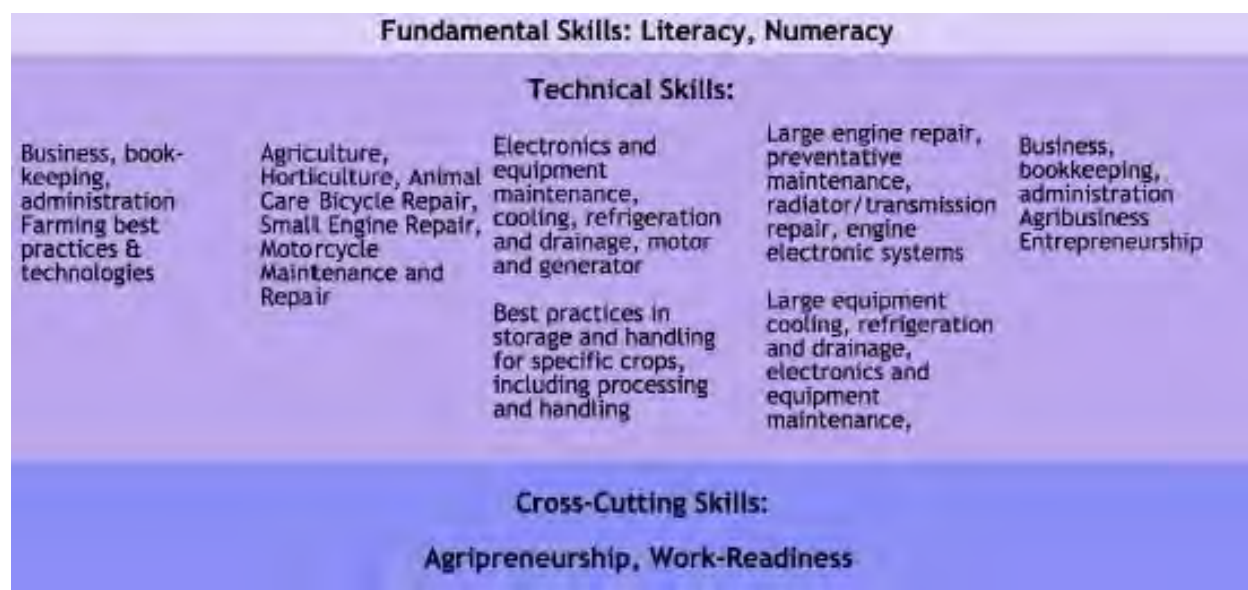 Fundamental Skills: Literacy, Numeracy
Technical Skills:
Business, book-
keeping,
administration
Farming best
practices &
technologies
Agriculture,
Horticulture, Animal
Care Bicycle Repair,
Small Engine Repair,
Motorcycle
Maintenance and
Repair
Electronics and
equipment
maintenance,
cooling, refrigeration
and drainage, motor
and generator
Best practices in
storage and handling
for specific crops,
including processing
and handling
Large engine repair,
preventative
maintenance,
radiator/transmission
repair, engine
electronic systems
Large equipment
cooling, refrigeration
and drainage,
electronics and
equipment
maintenance,
Business,
bookkeeping,
administration
Agribusiness
Entrepreneurship
Cross-Cutting Skills:
Agripreneurship, Work-Readiness